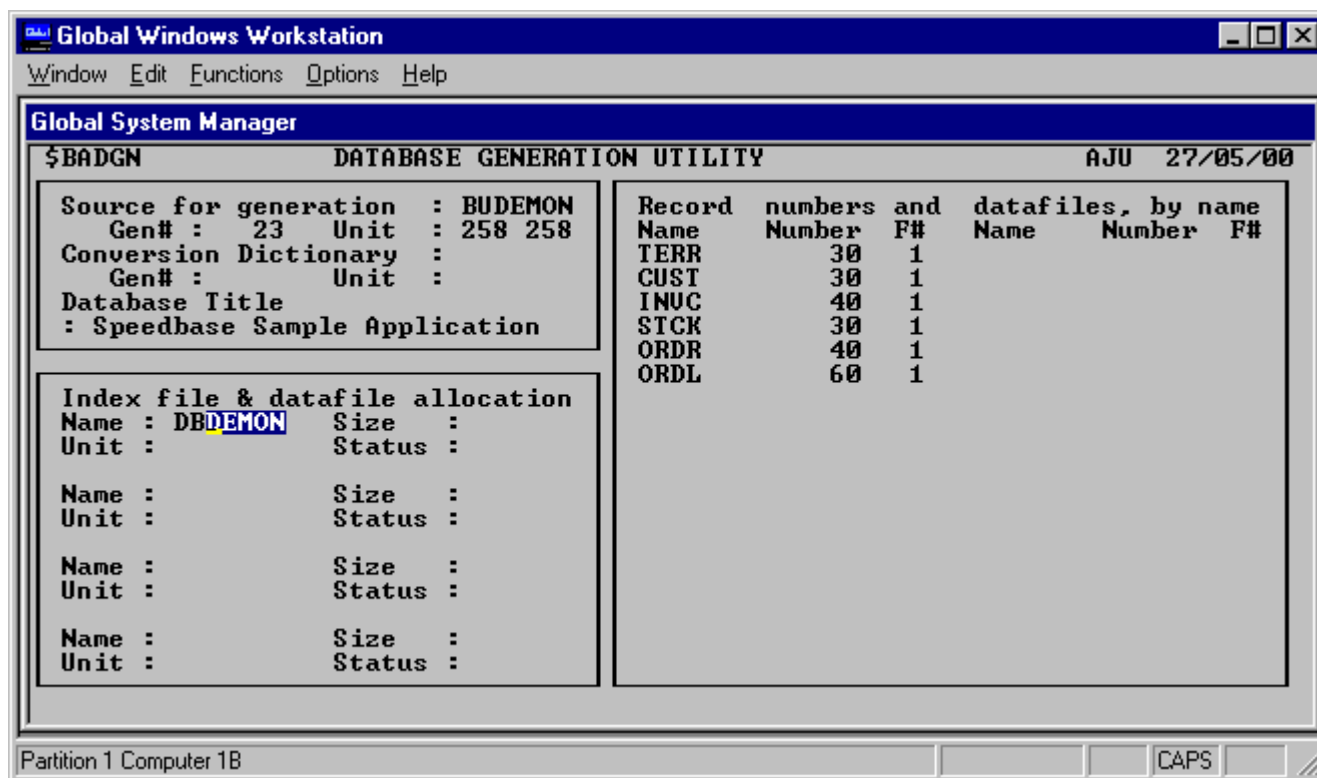 Global Windows Workstation
Window Edit Functions Options Help
Global System Manager
$BADGN DATABASE GENERATION UTILITY AJU 27/05/00
Source for generation : BUDEMON
Gen# : 23 Unit : 258 258
Conversion Dictionary :
Gen# : Unit :
Database Title
: Speedbase Sample Application
Index file & datafile allocation
Name : DBDEMON Size :
Unit : Status :
Name : Size :
Unit : Status :
Name : Size :
Unit : Status :
Name : Size :
Unit : Status :
Record numbers and datafiles, by name
Name Number F# Name Number F#
TERR 30 1
CUST 30 1
INVC 40 1
STCK 30 1
ORDR 40 1
ORDL 60 1
Partition 1 Computer 1B CAPS